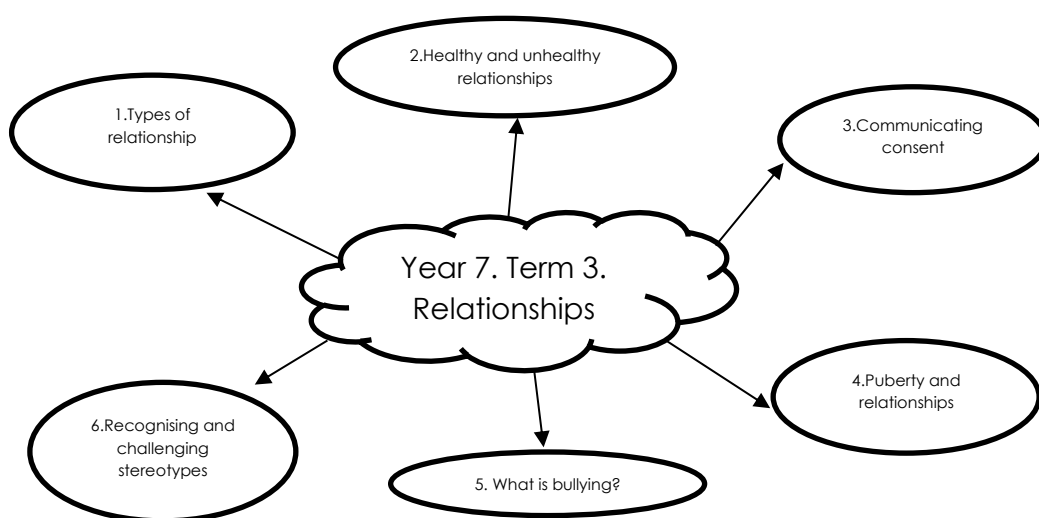 2.Healthy and unhealthy
relationships
1.Types of
relationship
3.Communicating
consent
Year 7. Term 3.
Relationships
4.Puberty and
relationships
6.Recognising and
challenging
stereotypes
5. What is bullying?